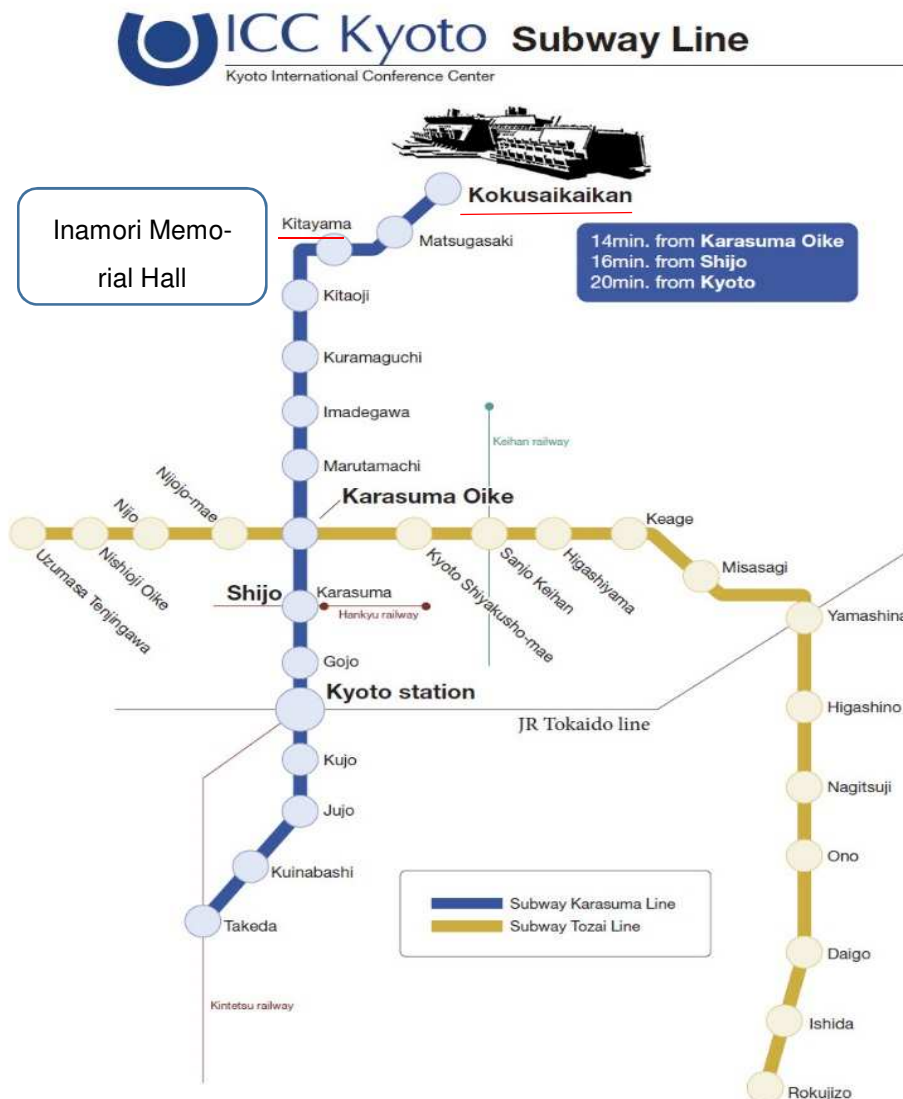 ICC Kyoto Subway Line
Kyoto International Conference Center
Kokusaikaikan
Inamori Memo-
rial Hall
Kitayama
Matsugasaki
14min. from Karasuma Oike
16min. from Shijo
20min. from Kyoto
Kitaoji
Kuramaguchi
Imadegawa
Keihan railway
Marutamachi
Karasuma Oike
Nijojo-mae
Nijo
Nishioji Oike
Uzumasa Tenjingawa
Kyoto Shiyakusho-mae
Sanjo Keihan
Higashiyama
Keage
Misasagi
Yamashina
Shijo
Karasuma
Hankyu railway
Gojo
Kyoto station
JR Tokaido line
Higashino
Kujo
Nagitsuji
Jujo
Ono
Kuinabashi
Subway Karasuma Line
Subway Tozai Line
Takeda
Daigo
Kintetsu railway
Ishida
Rokujizo